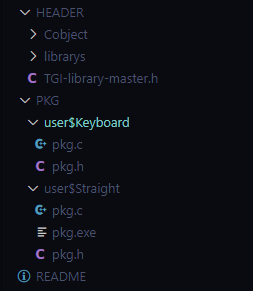 HEADER
Cobject
librarys
TGI-library-master.h
PKG
user$Keyboard
pkg.c
pkg.h
user$Straight
pkg.c
pkg.exe
pkg.h
README